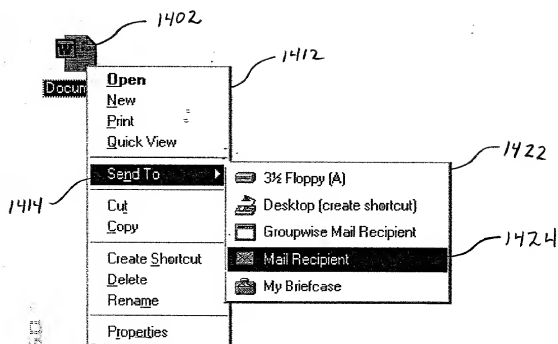 1402
W
1412
Docum
Open
New
Print
Quick View
Send To
1414
Cut
Copy
Create Shortcut
Delete
Rename
Properties
1422
3½ Floppy (A)
Desktop (create shortcut)
Groupwise Mail Recipient
Mail Recipient
1424
My Briefcase